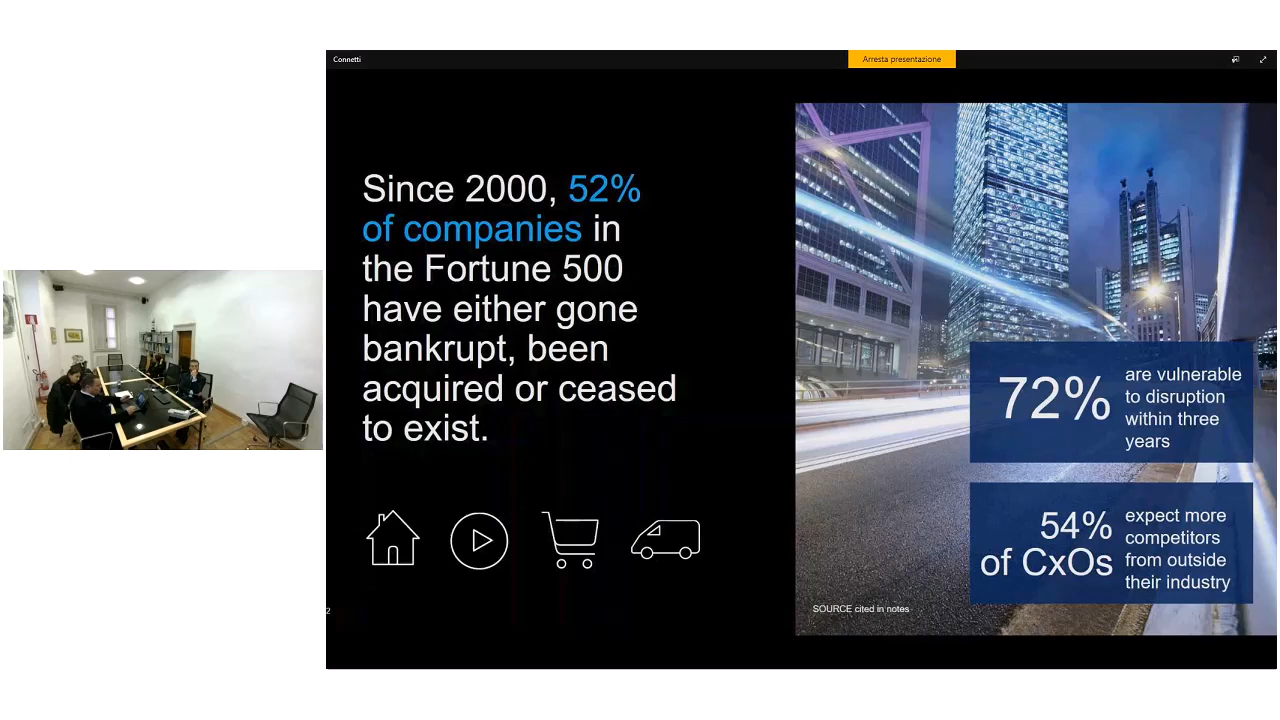 Connetti
Arresta presentazione
Since 2000, 52%
of companies in
the Fortune 500
have either gone
bankrupt, been
acquired or ceased
to exist.
72%
are vulnerable
to disruption
within three
years
54%
of CxOs
expect more
competitors
from outside
their industry
SOURCE cited in notes
2